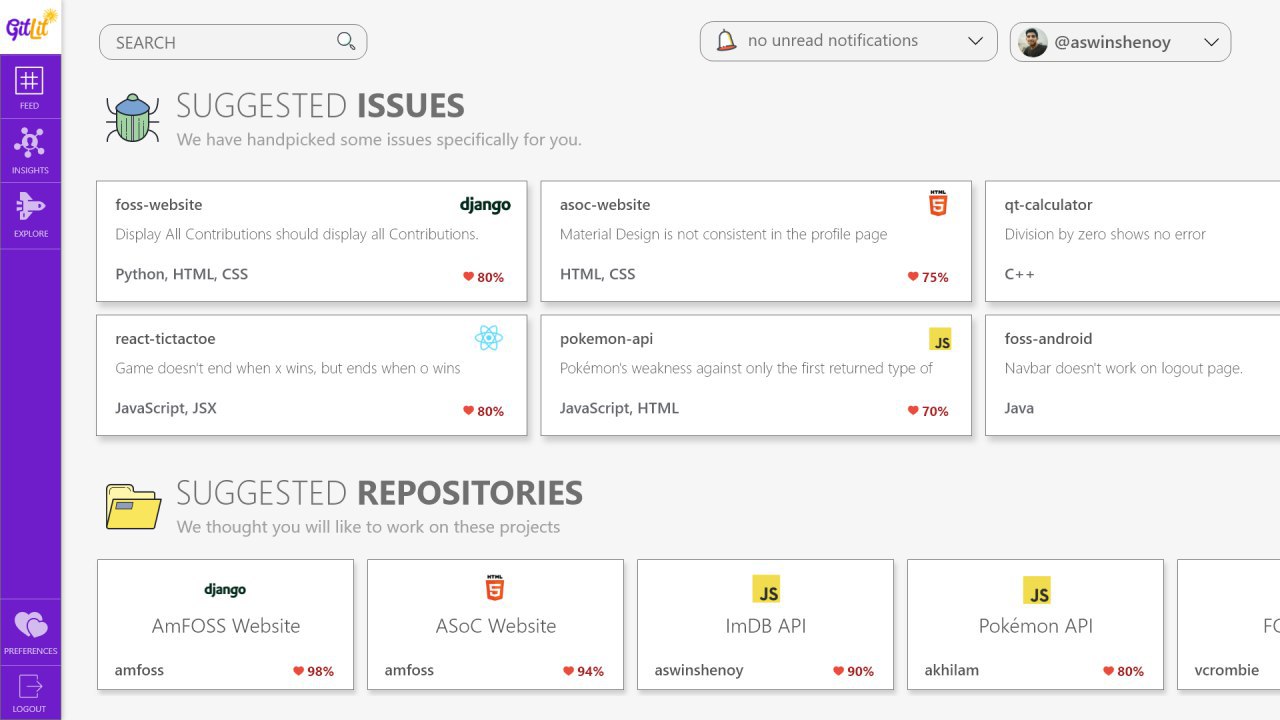 GitLit
SEARCH
no unread notifications
@aswinshenoy
FEED
INSIGHTS
EXPLORE
PREFERENCES
LOGOUT
SUGGESTED ISSUES
We have handpicked some issues specifically for you.
foss-website
django
Display All Contributions should display all Contributions.
Python, HTML, CSS
80%
asoc-website
HTML
5
Material Design is not consistent in the profile page
HTML, CSS
75%
qt-calculator
Division by zero shows no error
C++
react-tictactoe
Game doesn't end when x wins, but ends when o wins
JavaScript, JSX
80%
pokemon-api
JS
Pokémon's weakness against only the first returned type of
JavaScript, HTML
70%
foss-android
Navbar doesn't work on logout page.
Java
SUGGESTED REPOSITORIES
We thought you will like to work on these projects
django
AmFOSS Website
amfoss
98%
HTML
5
ASoC Website
amfoss
94%
JS
ImDB API
aswinshenoy
90%
JS
Pokémon API
akhilam
80%
vcrombie